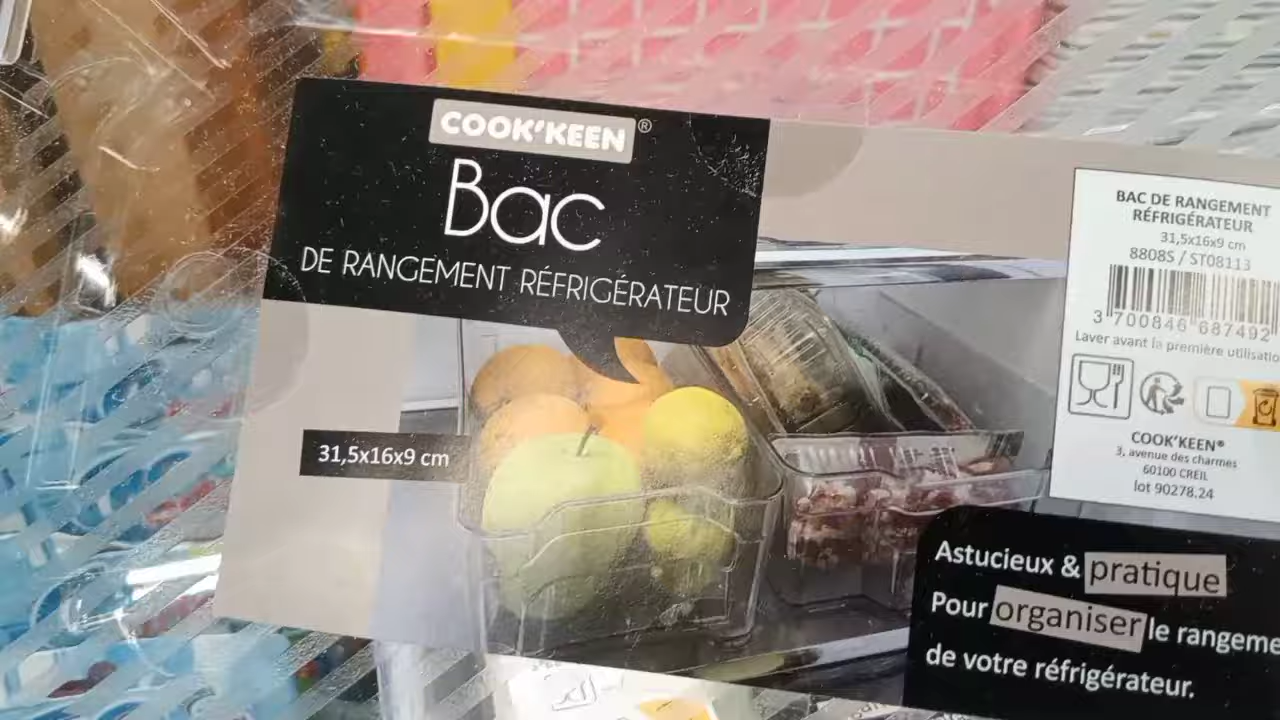 COOK'KEEN®
Bac
DE RANGEMENT RÉFRIGÉRATEUR
31,5x16x9 cm
BAC DE RANGEMENT
RÉFRIGÉRATEUR
31,5x16x9 cm
8808S / ST08113
3 700846 687492
Laver avant la première utilisatio
COOK'KEEN®
3, avenue des charmes
60100 CREIL
lot 90278.24
Astucieux & pratique
Pour organiser le rangeme
de votre réfrigérateur.